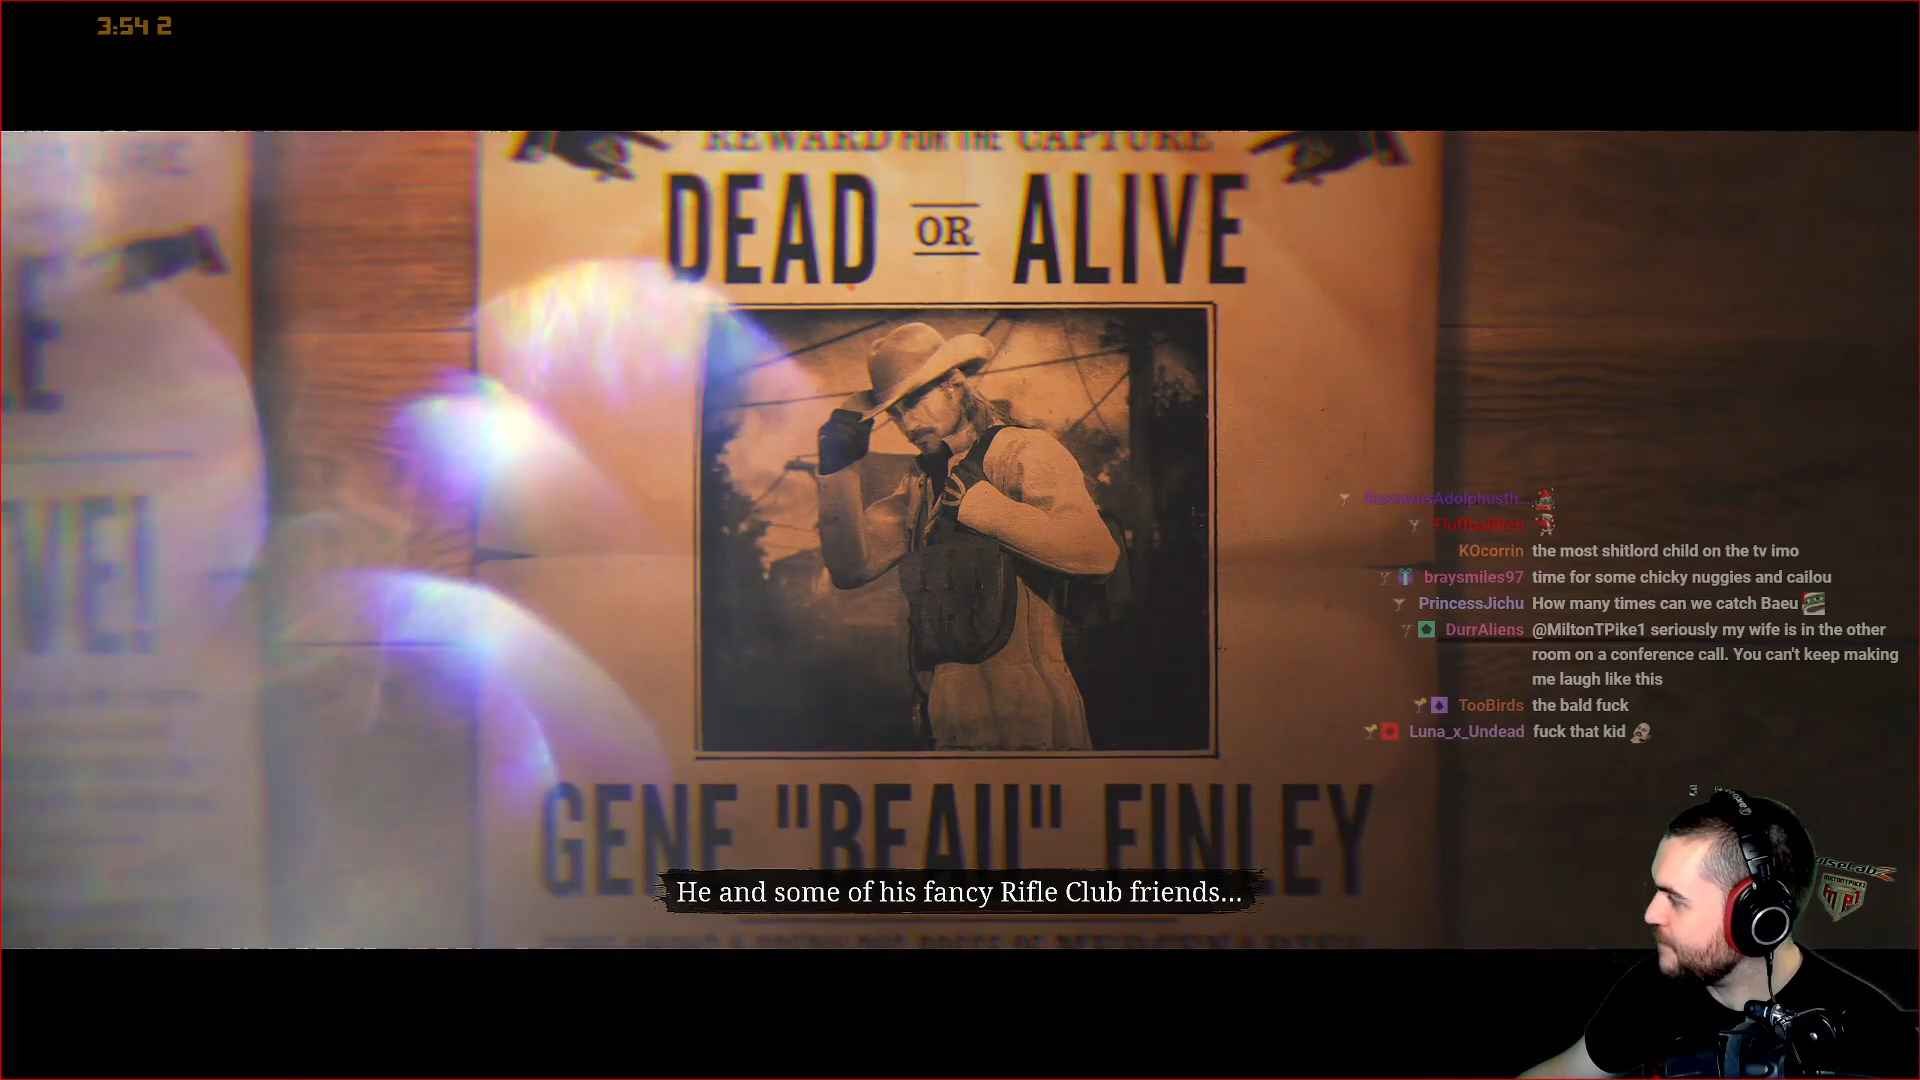 3:54 2
REWARD FOR THE CAPTURE
DEAD OR ALIVE
VE!
GENE "BEAU" FINLEY
He and some of his fancy Rifle Club friends...
GustavusAdolphusth...
FluffballRen
KOcorrin the most shitlord child on the tv imo
braysmiles97 time for some chicky nuggies and cailou
PrincessJichu How many times can we catch Baeu
DurrAliens @MiltonTPike1 seriously my wife is in the other
room on a conference call. You can't keep making
me laugh like this
TooBirds the bald fuck
Luna_x_Undead fuck that kid
MILTONTPIKE1